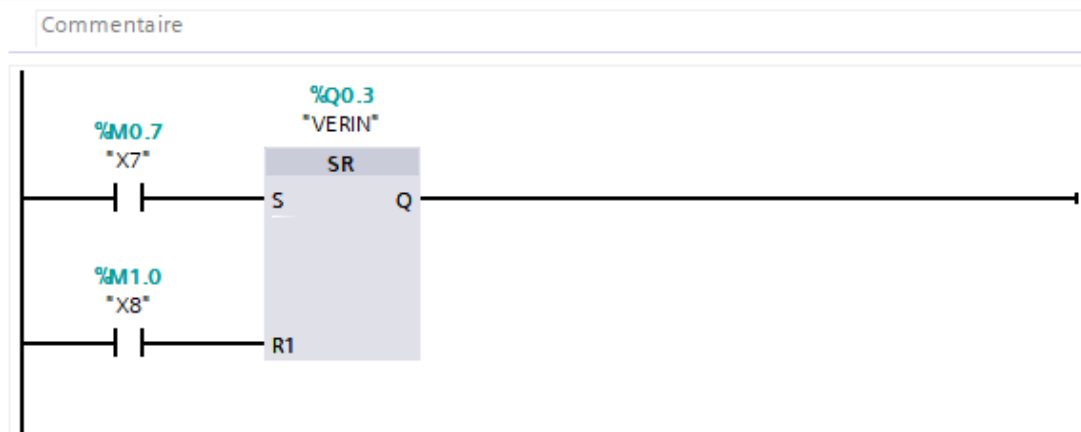 Commentaire
%Q0.3
"VERIN"
%M0.7
"X7"
SR
S Q
%M1.0
"X8"
R1